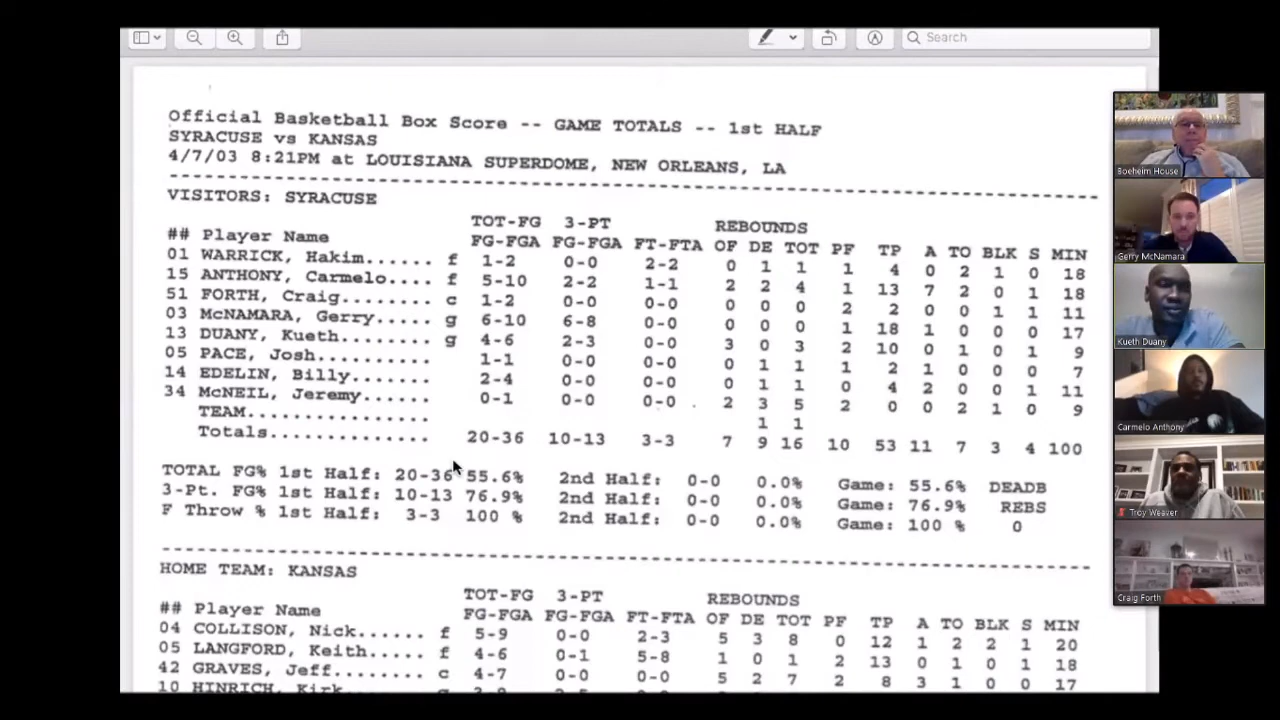 Search
Official Basketball Box Score -- GAME TOTALS -- 1st HALF
SYRACUSE vs KANSAS
4/7/03 8:21PM at LOUISIANA SUPERDOME, NEW ORLEANS, LA
VISITORS: SYRACUSE
TOT-FG 3-PT REBOUNDS
## Player Name FG-FGA FG-FGA FT-FTA OF DE TOT PF TP A TO BLK S MIN
01 WARRICK, Hakim...... f 1-2 0-0 2-2 0 1 1 1 4 0 2 1 0 18
15 ANTHONY, Carmelo.... f 5-10 2-2 1-1 2 2 4 1 13 7 2 0 1 18
51 FORTH, Craig........ c 1-2 0-0 0-0 0 0 0 2 2 0 0 1 1 11
03 McNAMARA, Gerry..... g 6-10 6-8 0-0 0 0 0 1 18 1 0 0 0 17
13 DUANY, Kueth........ g 4-6 2-3 0-0 3 0 3 2 10 0 1 0 1 9
05 PACE, Josh.......... 1-1 0-0 0-0 0 1 1 1 2 1 0 0 0 7
14 EDELIN, Billy....... 2-4 0-0 0-0 0 1 1 0 4 2 0 0 1 11
34 McNEIL, Jeremy...... 0-1 0-0 0-0 2 3 5 2 0 0 2 1 0 9
TEAM................ 1 1
Totals.............. 20-36 10-13 3-3 7 9 16 10 53 11 7 3 4 100
TOTAL FG% 1st Half: 20-36 55.6% 2nd Half: 0-0 0.0% Game: 55.6% DEADB
3-Pt. FG% 1st Half: 10-13 76.9% 2nd Half: 0-0 0.0% Game: 76.9% REBS
F Throw % 1st Half: 3-3 100 % 2nd Half: 0-0 0.0% Game: 100 % 0
HOME TEAM: KANSAS
TOT-FG 3-PT REBOUNDS
## Player Name FG-FGA FG-FGA FT-FTA OF DE TOT PF TP A TO BLK S MIN
04 COLLISON, Nick...... f 5-9 0-0 2-3 5 3 8 0 12 1 2 2 1 20
05 LANGFORD, Keith..... f 4-6 0-1 5-8 1 0 1 2 13 0 1 0 1 18
42 GRAVES, Jeff........ c 4-7 0-0 0-0 5 2 7 2 8 3 1 0 0 17
10 HINRICH, Kirk
Boeheim House
Gerry McNamara
Kueth Duany
Carmelo Anthony
Troy Weaver
Craig Forth